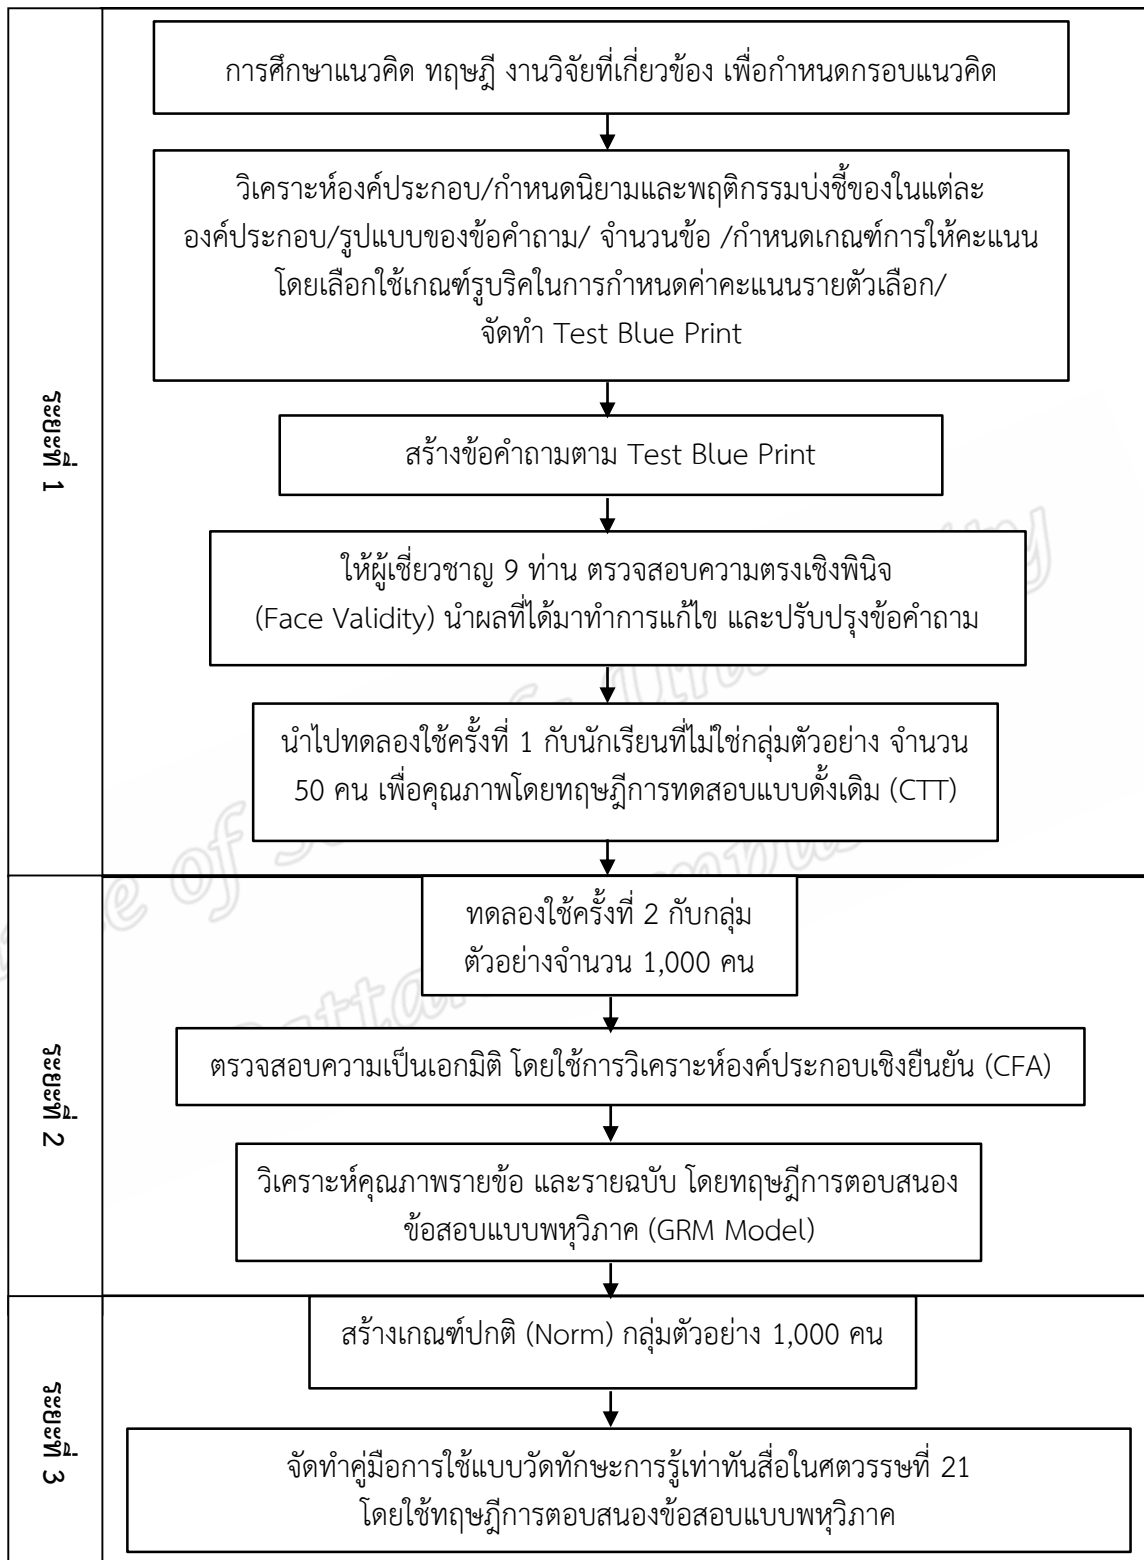 ระยะที่ 1
การศึกษาแนวคิด ทฤษฎี งานวิจัยที่เกี่ยวข้อง เพื่อกำหนดกรอบแนวคิด
วิเคราะห์องค์ประกอบ/กำหนดนิยามและพฤติกรรมบ่งชี้ของในแต่ละ
องค์ประกอบ/รูปแบบของข้อคำถาม/ จำนวนข้อ /กำหนดเกณฑ์การให้คะแนน
โดยเลือกใช้เกณฑ์รูบริคในการกำหนดค่าคะแนนรายตัวเลือก/
จัดทำ Test Blue Print
สร้างข้อคำถามตาม Test Blue Print
ให้ผู้เชี่ยวชาญ 9 ท่าน ตรวจสอบความตรงเชิงพินิจ
(Face Validity) นำผลที่ได้มาทำการแก้ไข และปรับปรุงข้อคำถาม
นำไปทดลองใช้ครั้งที่ 1 กับนักเรียนที่ไม่ใช่กลุ่มตัวอย่าง จำนวน
50 คน เพื่อคุณภาพโดยทฤษฎีการทดสอบแบบดั้งเดิม (CTT)
ระยะที่ 2
ทดลองใช้ครั้งที่ 2 กับกลุ่ม
ตัวอย่างจำนวน 1,000 คน
ตรวจสอบความเป็นเอกมิติ โดยใช้การวิเคราะห์องค์ประกอบเชิงยืนยัน (CFA)
วิเคราะห์คุณภาพรายข้อ และรายฉบับ โดยทฤษฎีการตอบสนอง
ข้อสอบแบบพหุวิภาค (GRM Model)
ระยะที่ 3
สร้างเกณฑ์ปกติ (Norm) กลุ่มตัวอย่าง 1,000 คน
จัดทำคู่มือการใช้แบบวัดทักษะการรู้เท่าทันสื่อในศตวรรษที่ 21
โดยใช้ทฤษฎีการตอบสนองข้อสอบแบบพหุวิภาค